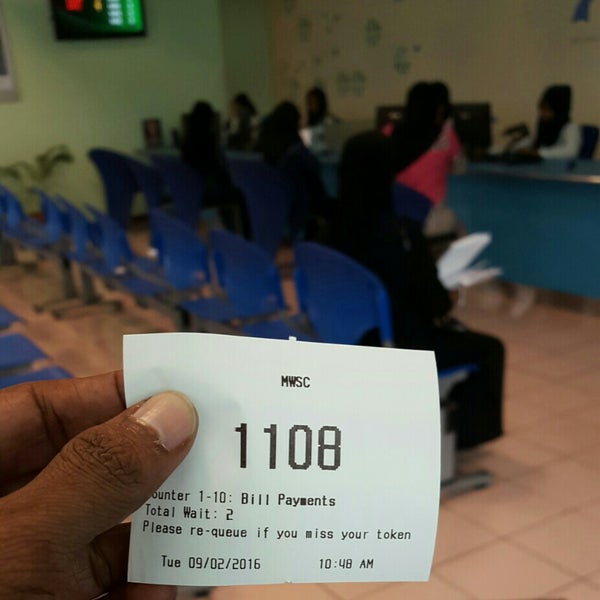 MWSC
1108
ounter 1-10: Bill Payments
Total Wait: 2
Please re-queue if you miss your token
Tue 09/02/2016 10:48 AM